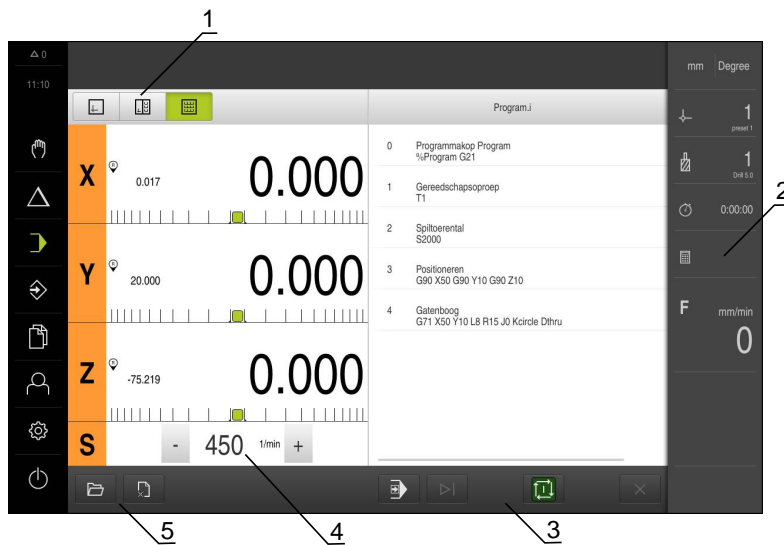 1
0
11:10
mm Degree
Program.i
1
preset 1
1
Drill 5.0
2
0:00:00
F mm/min
0
X R 0.017 0.000
Y R 20.000 0.000
Z R -75.219 0.000
S - 450 1/min +
0 Programmakop Program
%Program G21
1 Gereedschapsoproep
T1
2 Spiltoerental
S2000
3 Positioneren
G90 X50 G90 Y10 G90 Z10
4 Gatenboog
G71 X50 Y10 L8 R15 J0 Kcircle Dthru
5
4
3